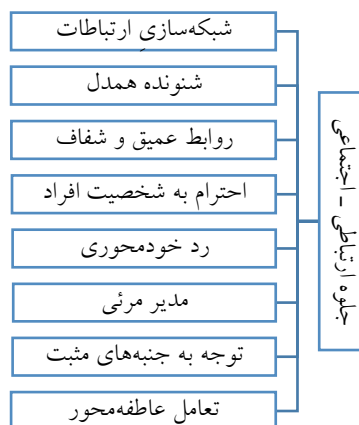 جلوه ارتباطی - اجتماعی
شبکه‌سازیِ ارتباطات
شنونده همدل
روابط عمیق و شفاف
احترام به شخصیت افراد
رد خودمحوری
مدیر مرئی
توجه به جنبه‌های مثبت
تعامل عاطفه‌محور